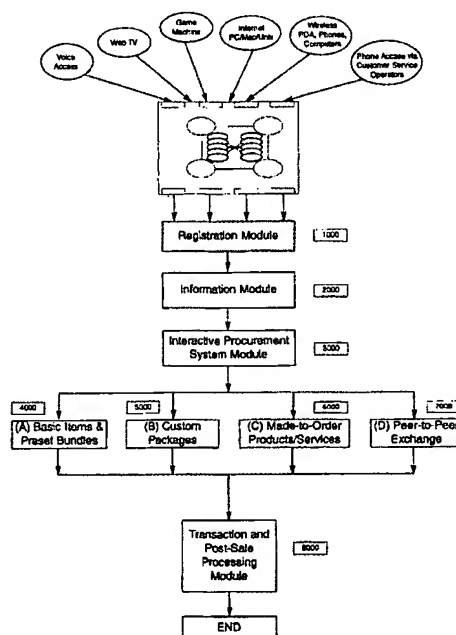 Voice
Access
Web TV
Game
Machine
Internet
PC/Mac/Unix
Wireless
PDA, Phones,
Computers
Phone Access via
Customer Service
Operators
Registration Module
1000
Information Module
2000
Interactive Procurement
System Module
3000
4000
(A) Basic Items &
Preset Bundles
5000
(B) Custom
Packages
6000
(C) Made-to-Order
Products/Services
7000
(D) Peer-to-Peer
Exchange
Transaction and
Post-Sale
Processing
Module
8000
END